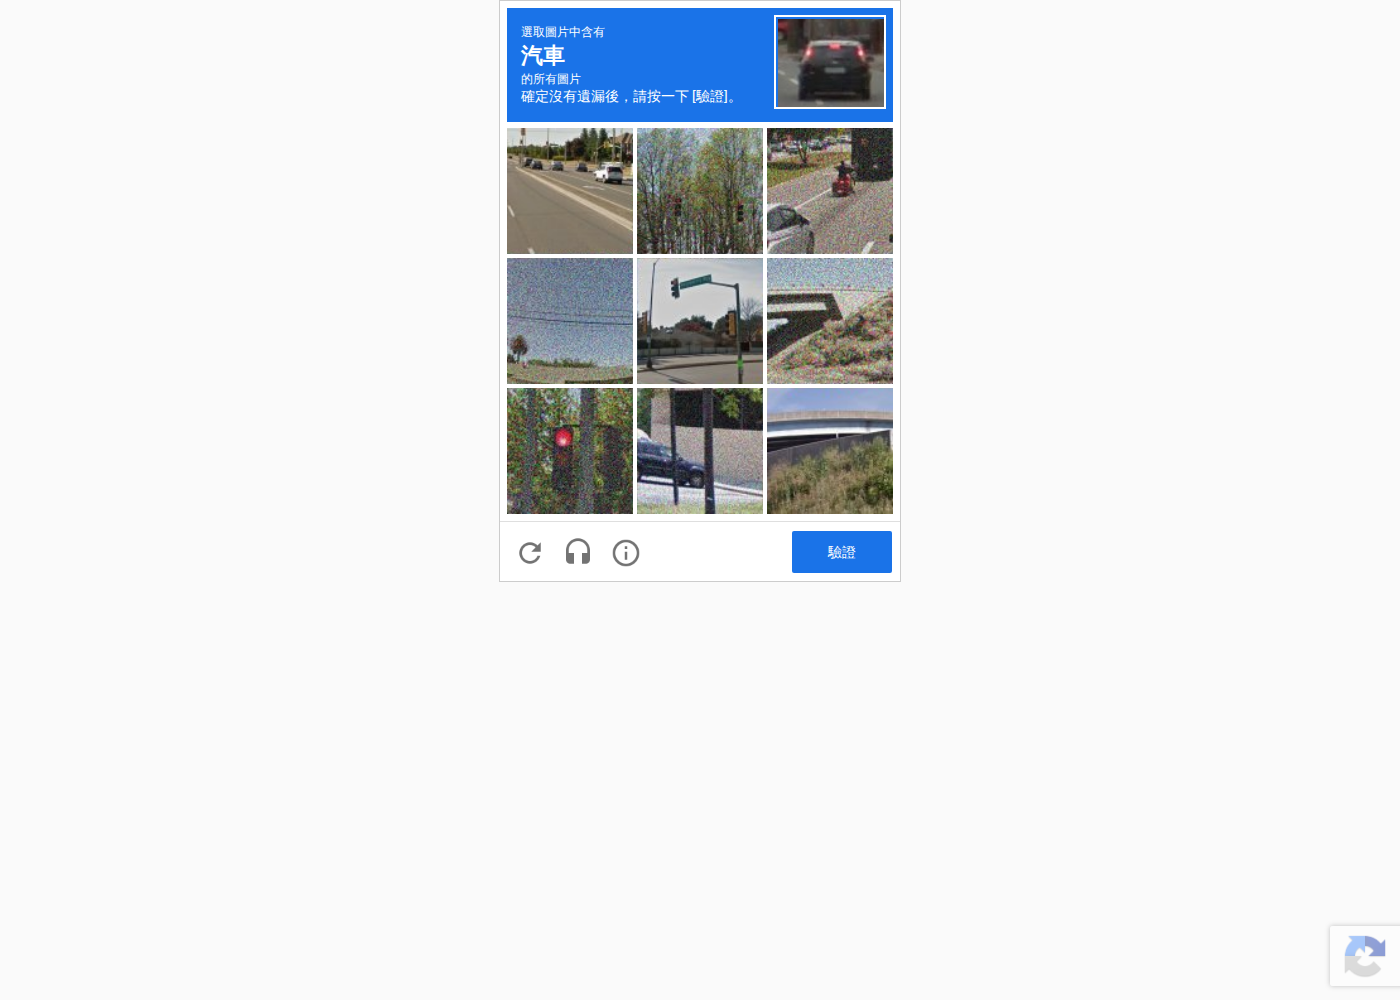 選取圖片中含有
汽車
的所有圖片
確定沒有遺漏後，請按一下 [驗證]。
驗證